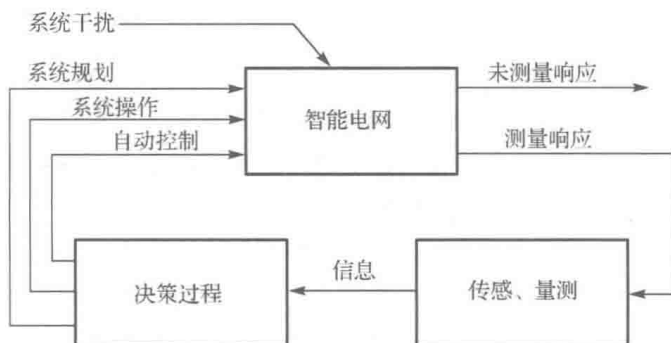 系统干扰
系统规划
系统操作
自动控制
智能电网
未测量响应
测量响应
决策过程
信息
传感、量测